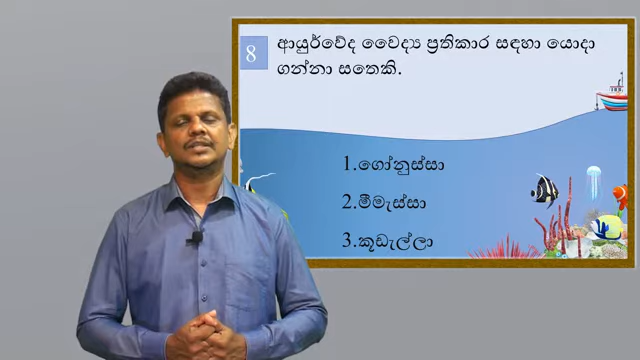 8
ආයුර්වේද වෛද්‍ය ප්‍රතිකාර සඳහා යොදා
ගන්නා සතෙකි.
1.ගෝනුස්සා
2.මීමැස්සා
3.කූඩැල්ලා